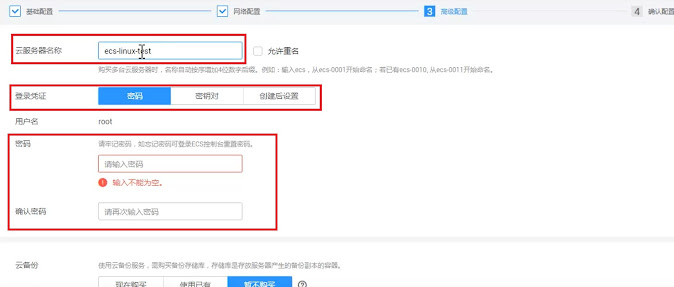 基础配置 网络配置 3 高级配置 4 确认配置
云服务器名称 ecs-linux-test 允许重名
购买多台云服务器时，名称自动按序增加4位数字后缀。例如：输入ecs，从ecs-0001开始命名；若已有ecs-0010, 从ecs-0011开始命名。
登录凭证 密码 密钥对 创建后设置
用户名 root
密码 请牢记密码，如忘记密码可登录ECS控制台重置密码。
请输入密码
输入不能为空。
确认密码 请再次输入密码
云备份 使用云备份服务，需购买备份存储库，存储库是存放服务器产生的备份副本的容器。
现在购买 使用已有 暂不购买